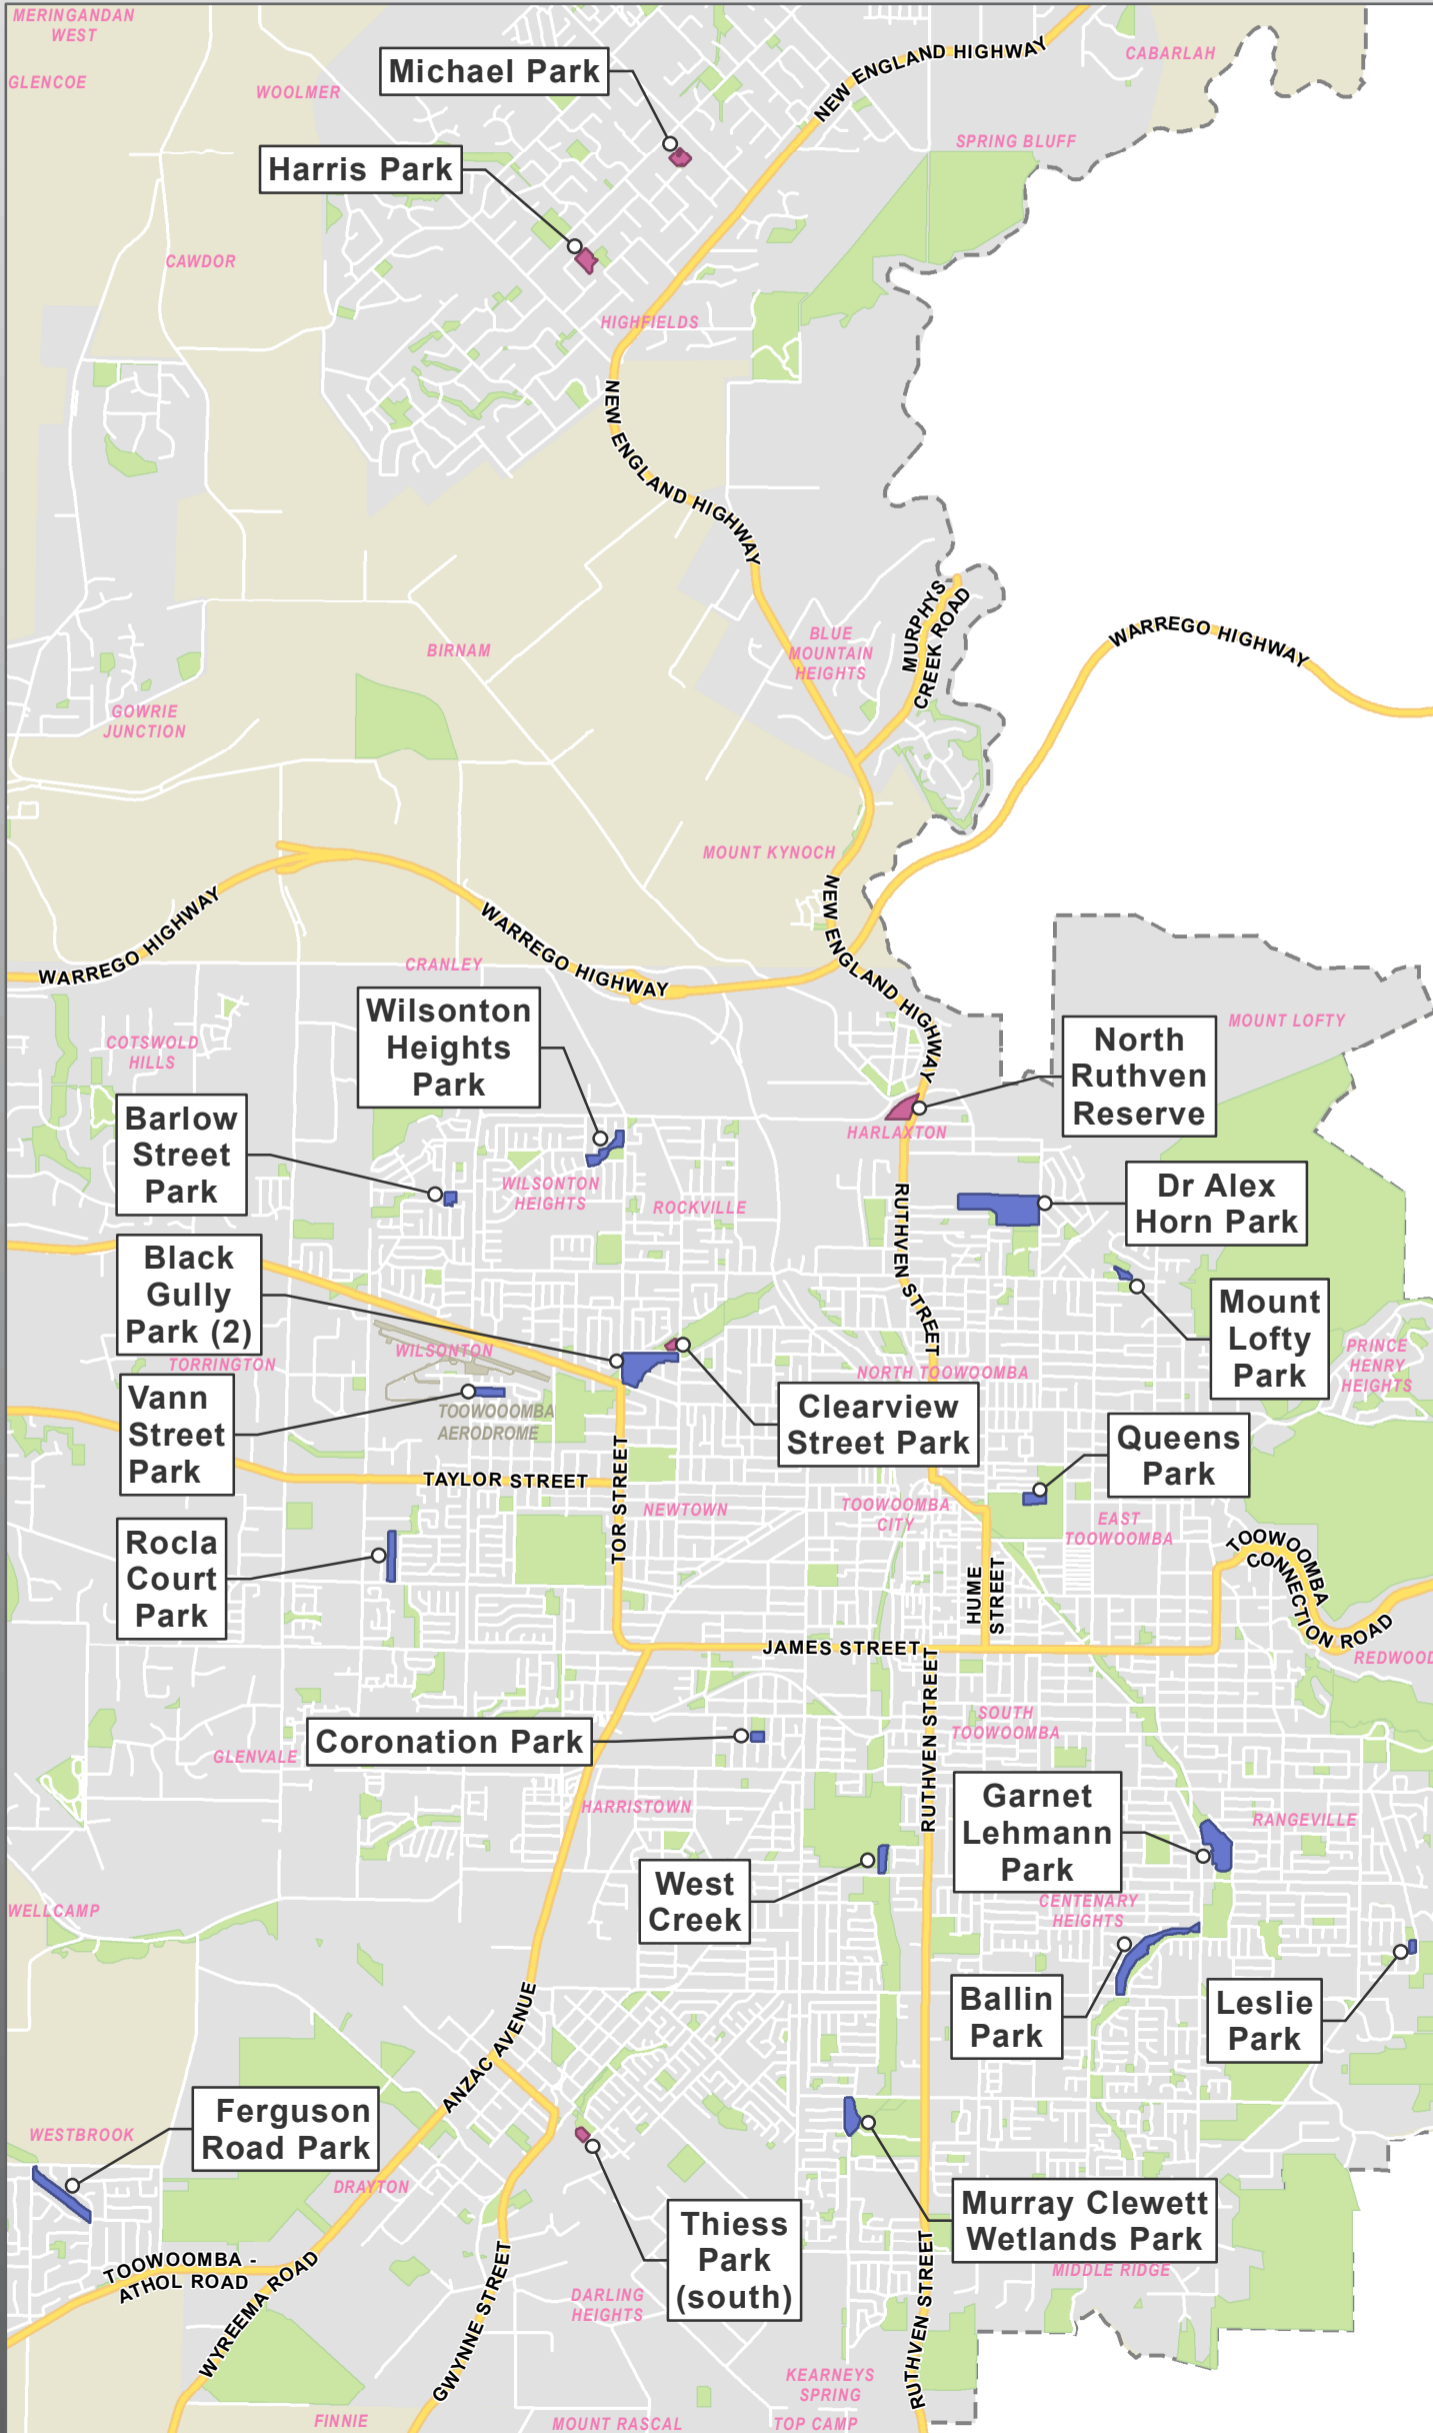 MERINGANDAN
WEST
GLENCOE
WOOLMER
Michael Park
NEW ENGLAND HIGHWAY
CABARLAH
SPRING BLUFF
Harris Park
CAWDOR
HIGHFIELDS
NEW ENGLAND HIGHWAY
MURPHYS
CREEK ROAD
WARREGO HIGHWAY
BLUE
MOUNTAIN
HEIGHTS
BIRNAM
GOWRIE
JUNCTION
MOUNT KYNOCH
WARREGO HIGHWAY
WARREGO HIGHWAY
NEW ENGLAND HIGHWAY
CRANLEY
Wilsonton
Heights
Park
COTSWOLD
HILLS
MOUNT LOFTY
North
Ruthven
Reserve
HARLAXTON
Barlow
Street
Park
WILSONTON
HEIGHTS
ROCKVILLE
RUTHVEN STREET
Dr Alex
Horn Park
Black
Gully
Park (2)
Mount
Lofty
Park
PRINCE
HENRY
HEIGHTS
WILSONTON
TORRINGTON
NORTH TOOWOOMBA
Vann
Street
Park
TOOWOOOMBA
AERODROME
Clearview
Street Park
Queens
Park
TAYLOR STREET
TOR STREET
NEWTOWN
TOOWOOMBA
CITY
EAST
TOOWOOMBA
Rocla
Court
Park
HUME
STREET
TOOWOOMBA
CONNECTION ROAD
JAMES STREET
REDWOOD
RUTHVEN STREET
SOUTH
TOOWOOMBA
Coronation Park
GLENVALE
HARRISTOWN
Garnet
Lehmann
Park
RANGEVILLE
West
Creek
CENTENARY
HEIGHTS
WELLCAMP
Ballin
Park
Leslie
Park
ANZAC AVENUE
Ferguson
Road Park
WESTBROOK
DRAYTON
Murray Clewett
Wetlands Park
Thiess
Park
(south)
MIDDLE RIDGE
TOOWOOMBA -
ATHOL ROAD
WYREEMA ROAD
GWYNNE STREET
DARLING
HEIGHTS
RUTHVEN STREET
KEARNEYS
SPRING
FINNIE
MOUNT RASCAL
TOP CAMP